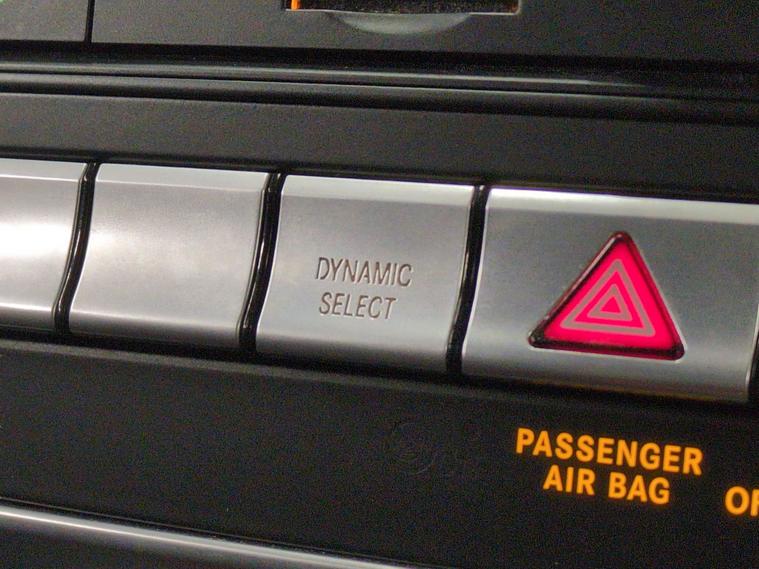 DYNAMIC
SELECT
PASSENGER
AIR BAG